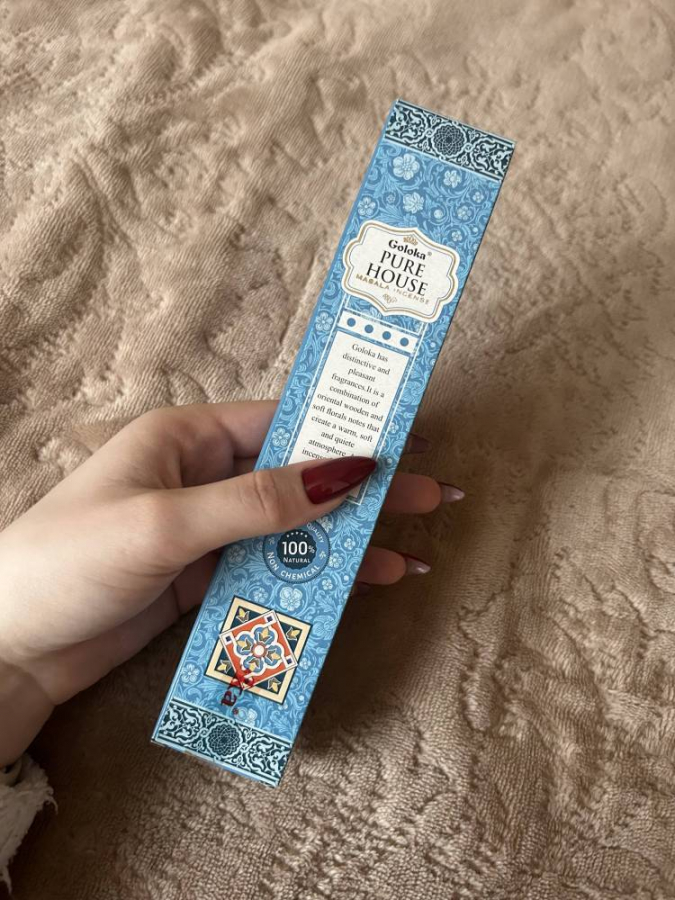 Goloka®
PURE
HOUSE
MASALA INCENSE
Goloka has
distinctive and
pleasant
fragrances.It is a
combination of
oriental wooden and
soft florals notes that
create a warm, soft
and quiete
atmosphere.
100%
NATURAL
NON CHEMICAL